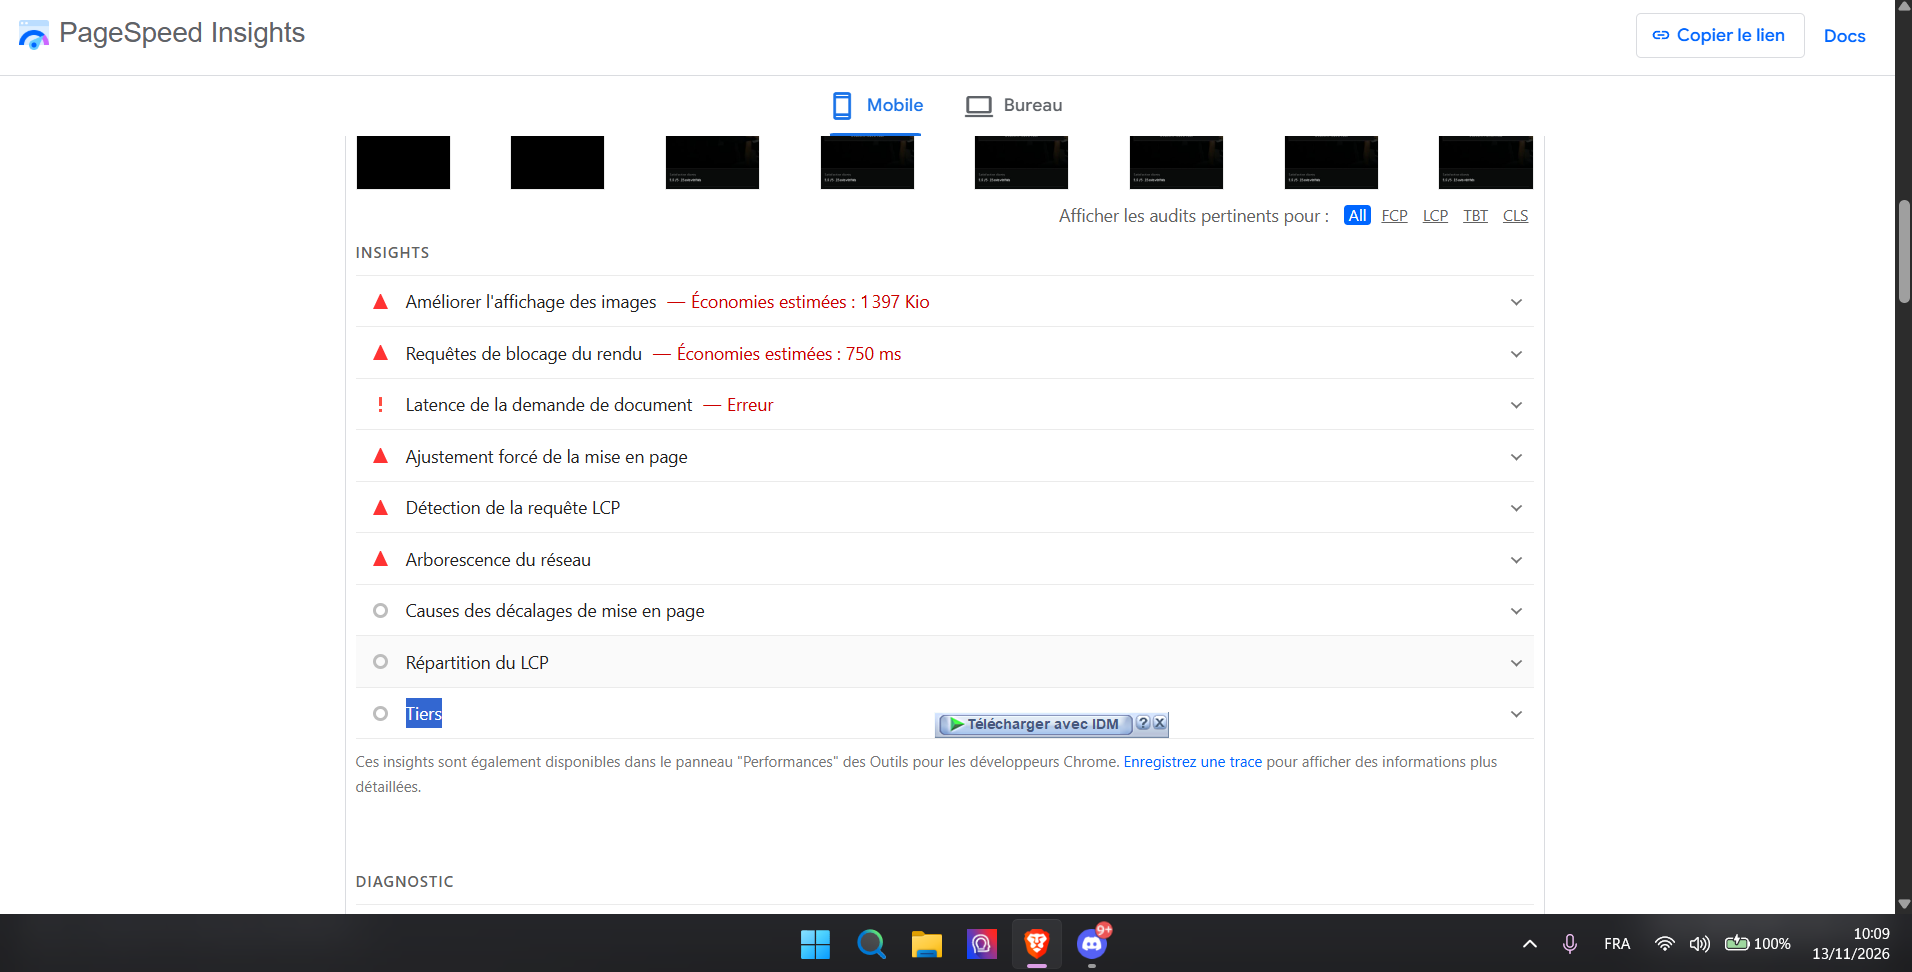 PageSpeed Insights
Copier le lien
Docs
Mobile
Bureau
Afficher les audits pertinents pour : All FCP LCP TBT CLS
INSIGHTS
Améliorer l'affichage des images — Économies estimées : 1 397 Kio
Requêtes de blocage du rendu — Économies estimées : 750 ms
! Latence de la demande de document — Erreur
Ajustement forcé de la mise en page
Détection de la requête LCP
Arborescence du réseau
Causes des décalages de mise en page
Répartition du LCP
Tiers
Télécharger avec IDM ? X
Ces insights sont également disponibles dans le panneau "Performances" des Outils pour les développeurs Chrome. Enregistrez une trace pour afficher des informations plus
détaillées.
DIAGNOSTIC
9+
FRA
100%
10:09
13/11/2026